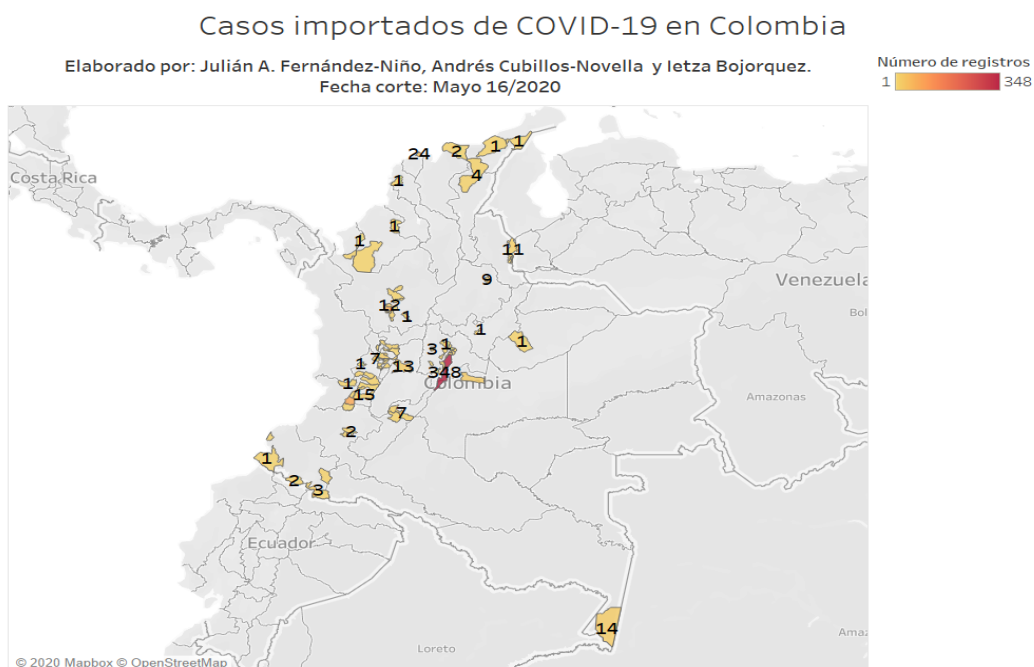 Casos importados de COVID-19 en Colombia
Elaborado por: Julián A. Fernández-Niño, Andrés Cubillos-Novella y Ietza Bojorquez.
Fecha corte: Mayo 16/2020
Número de registros
1 348
24 2 1 1
Costa Rica
1 4
1
1
11
9
Venezuela
12
1
Bol
1
1
3 1
7
1 13
348
Colombia
1
15
Amazonas
7
2
1
2
3
Ecuador
14
Amaz
Loreto
© 2020 Mapbox © OpenStreetMap